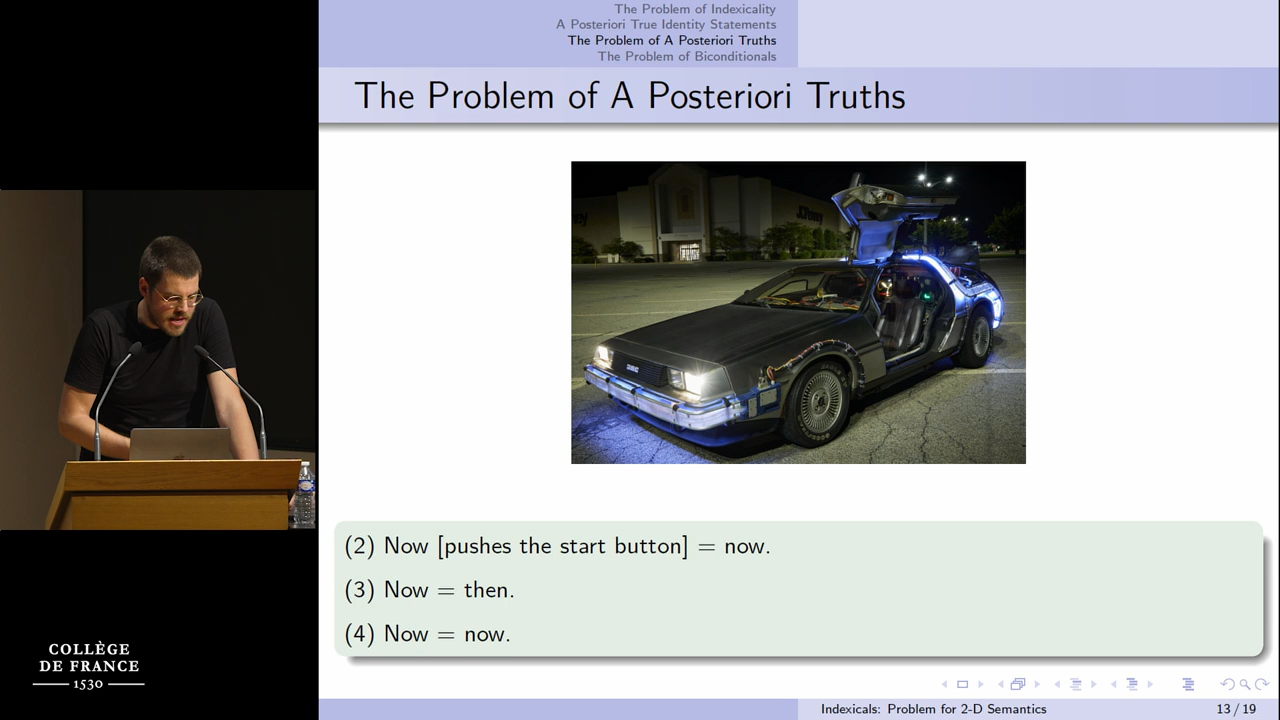 The Problem of Indexicality
A Posteriori True Identity Statements
The Problem of A Posteriori Truths
The Problem of Biconditionals
The Problem of A Posteriori Truths
JCPenney
(2) Now [pushes the start button] = now.
(3) Now = then.
(4) Now = now.
COLLÈGE
DE FRANCE
1530
Indexicals: Problem for 2-D Semantics
13 / 19